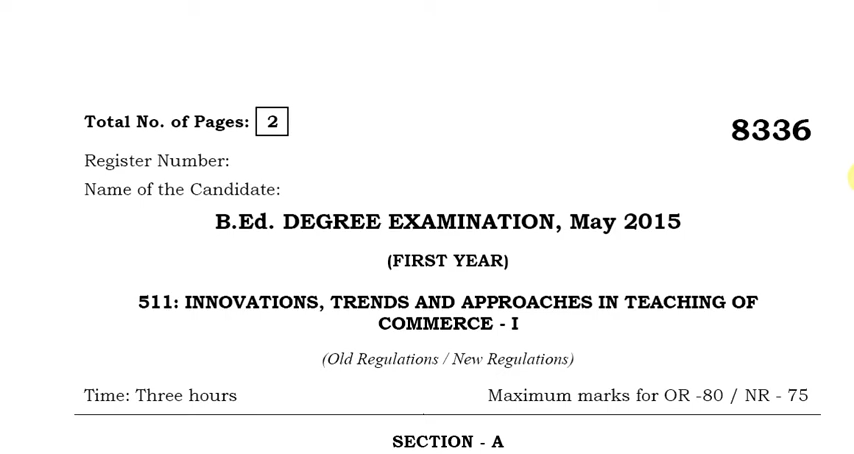 Total No. of Pages: 2
8336
Register Number:
Name of the Candidate:
B.Ed. DEGREE EXAMINATION, May 2015
(FIRST YEAR)
511: INNOVATIONS, TRENDS AND APPROACHES IN TEACHING OF
COMMERCE - I
(Old Regulations / New Regulations)
Time: Three hours Maximum marks for OR -80 / NR - 75
SECTION - A